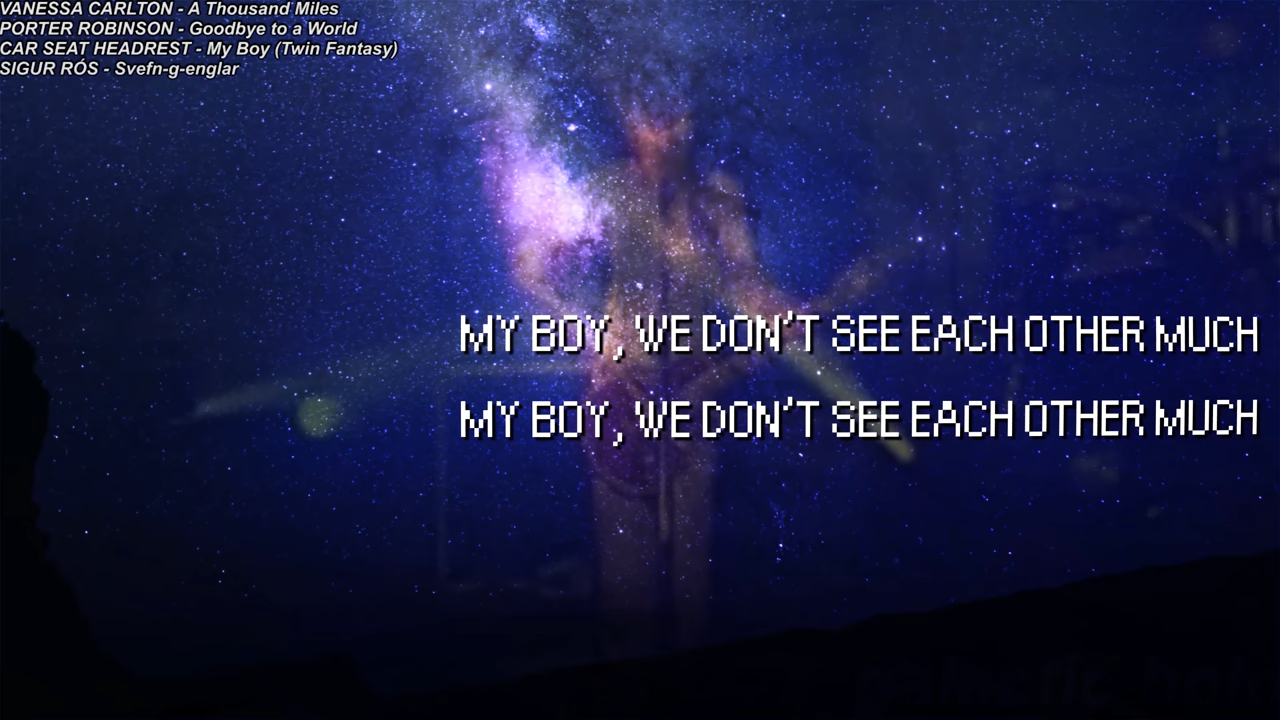 VANESSA CARLTON - A Thousand Miles
PORTER ROBINSON - Goodbye to a World
CAR SEAT HEADREST - My Boy (Twin Fantasy)
SIGUR RÓS - Svefn-g-englar
MY BOY, WE DON'T SEE EACH OTHER MUCH
MY BOY, WE DON'T SEE EACH OTHER MUCH